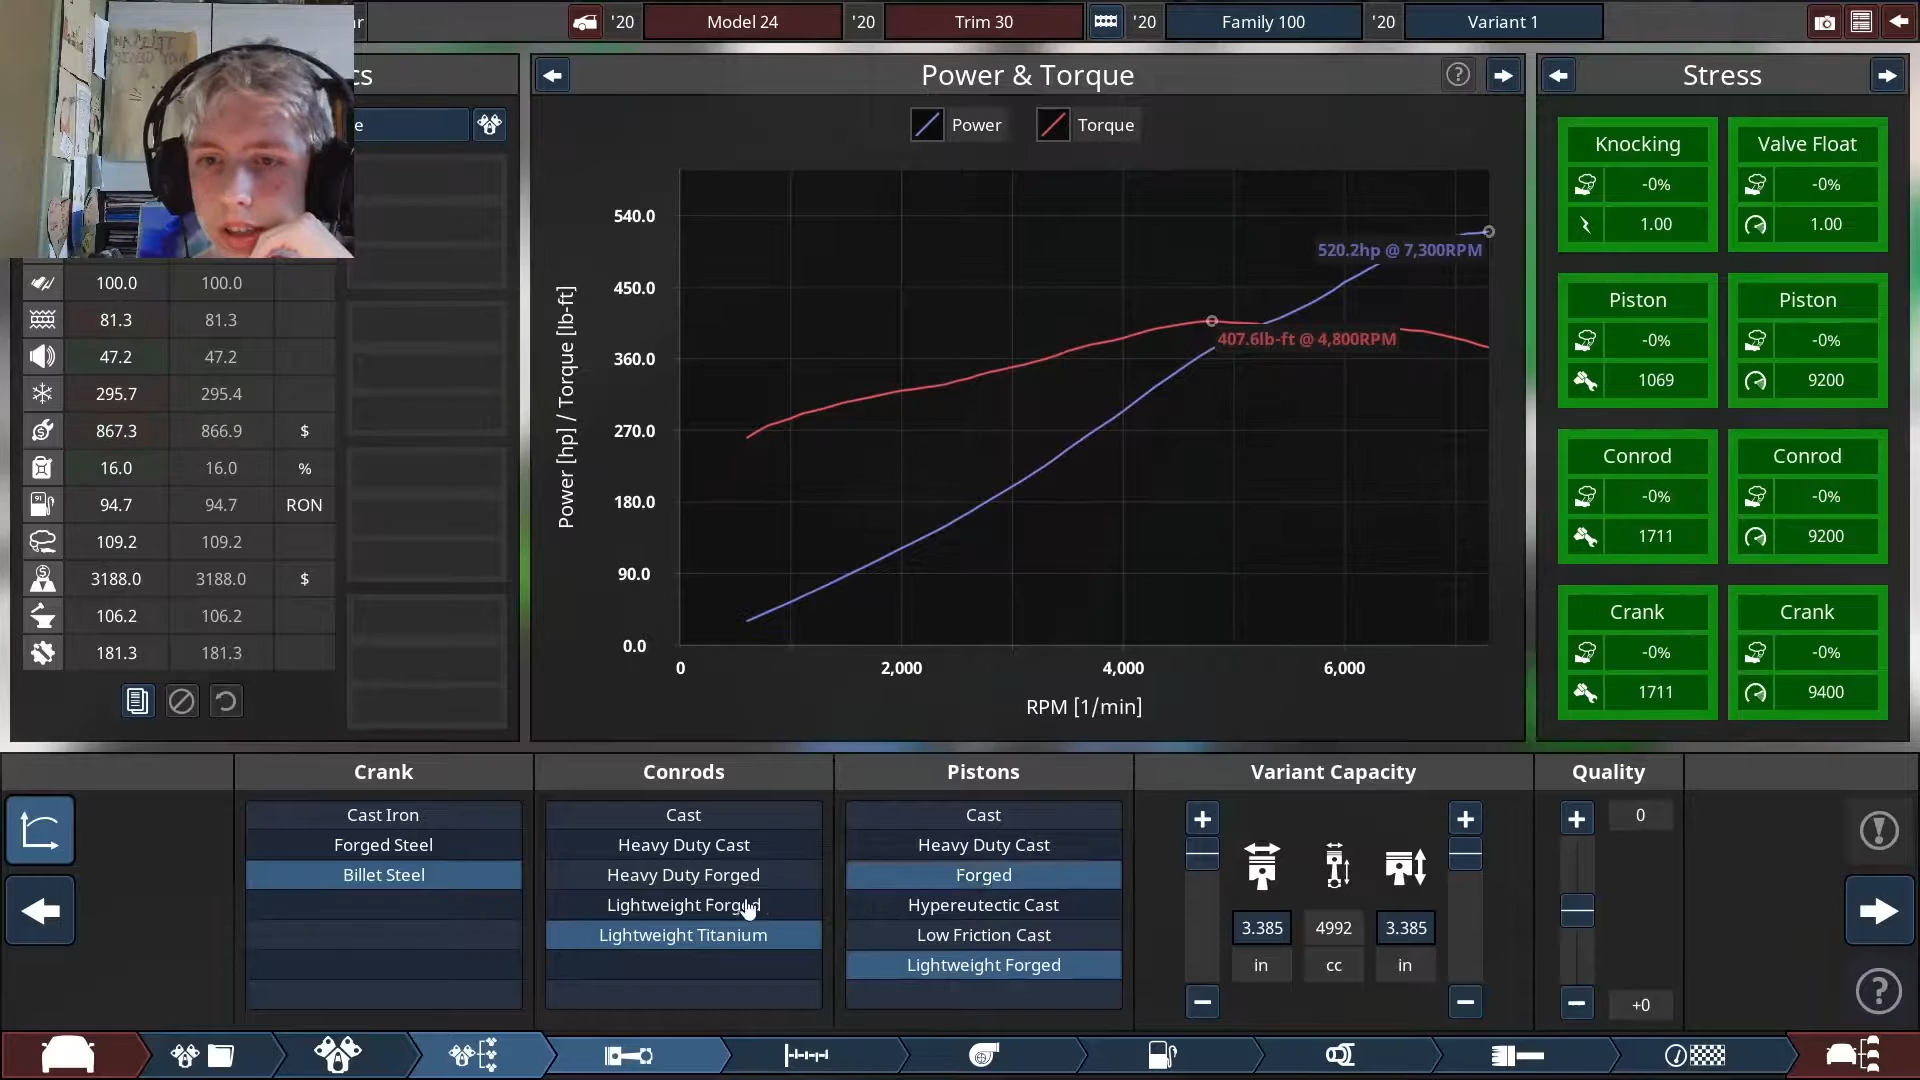 ar
'20
Model 24
'20
Trim 30
'20
Family 100
'20
Variant 1
cs
e
100.0 100.0
81.3 81.3
47.2 47.2
295.7 295.4
867.3 866.9 $
16.0 16.0 %
94.7 94.7 RON
109.2 109.2
3188.0 3188.0 $
106.2 106.2
181.3 181.3
Power & Torque
?
Power
Torque
Power [hp] / Torque [lb-ft]
540.0
450.0
360.0
270.0
180.0
90.0
0.0
520.2hp @ 7,300RPM
407.6lb-ft @ 4,800RPM
0
2,000
4,000
6,000
RPM [1/min]
Stress
Knocking
-0%
1.00
Valve Float
-0%
1.00
Piston
-0%
1069
Piston
-0%
9200
Conrod
-0%
1711
Conrod
-0%
9200
Crank
-0%
1711
Crank
-0%
9400
Crank
Cast Iron
Forged Steel
Billet Steel
Conrods
Cast
Heavy Duty Cast
Heavy Duty Forged
Lightweight Forged
Lightweight Titanium
Pistons
Cast
Heavy Duty Cast
Forged
Hypereutectic Cast
Low Friction Cast
Lightweight Forged
Variant Capacity
+
+
3.385 4992 3.385
in cc in
−
−
Quality
+
0
−
+0
!
?